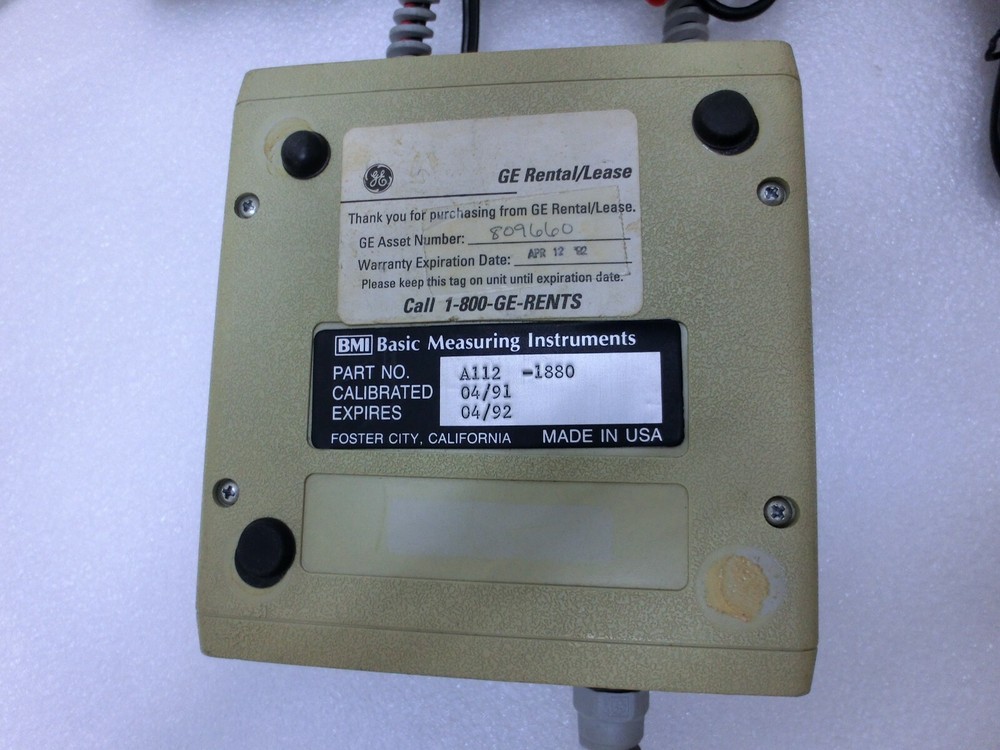 GE
GE Rental/Lease
Thank you for purchasing from GE Rental/Lease.
GE Asset Number: 809660
Warranty Expiration Date: APR 12 '92
Please keep this tag on unit until expiration date.
Call 1-800-GE-RENTS
BMI Basic Measuring Instruments
PART NO. A112 -1880
CALIBRATED 04/91
EXPIRES 04/92
FOSTER CITY, CALIFORNIA MADE IN USA